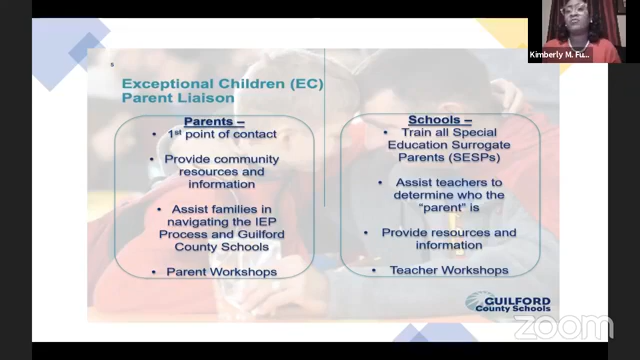 Kimberly M. Fu...
5
Exceptional Children (EC)
Parent Liaison
Parents –
• 1st point of contact
• Provide community
resources and
information
• Assist families in
navigating the IEP
Process and Guilford
County Schools
• Parent Workshops
Schools –
• Train all Special
Education Surrogate
Parents (SESPs)
• Assist teachers to
determine who the
“parent” is
• Provide resources and
information
• Teacher Workshops
GUILFORD
County Schools
zoom